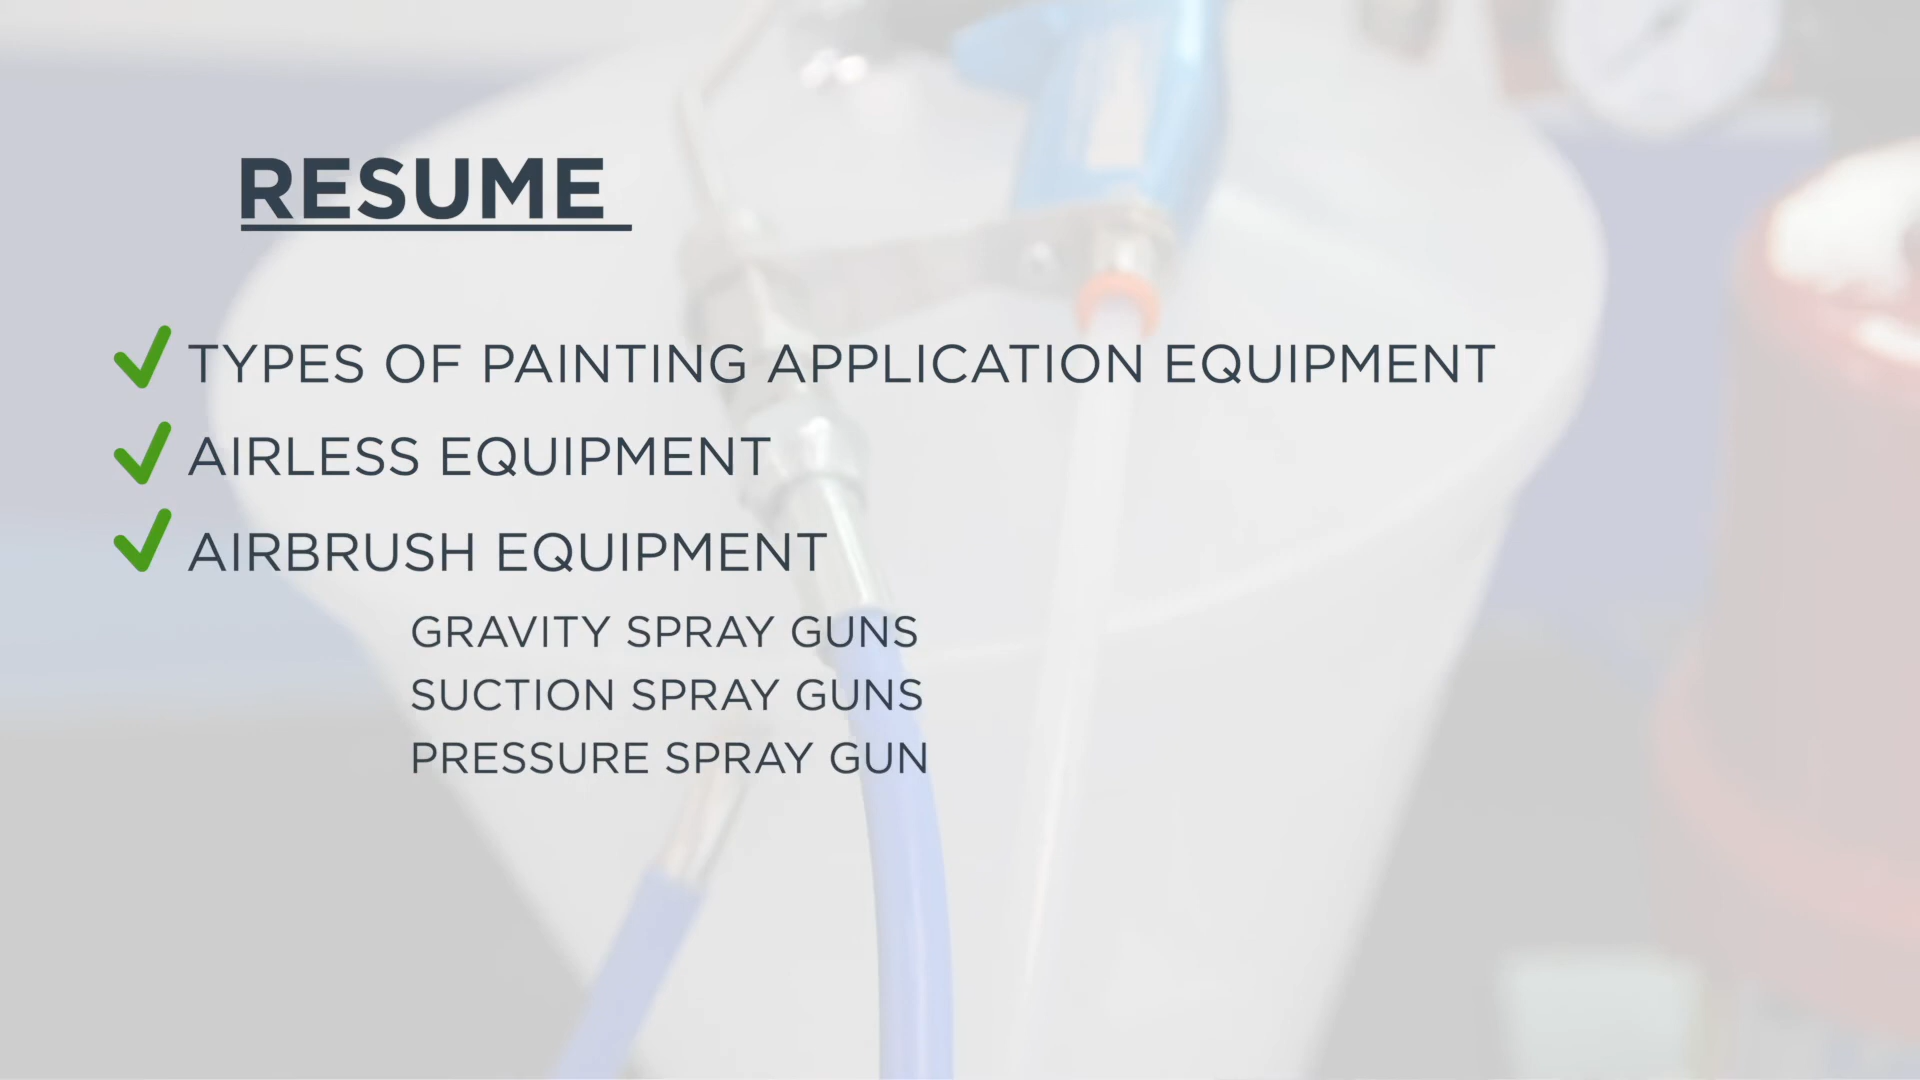 RESUME
TYPES OF PAINTING APPLICATION EQUIPMENT
AIRLESS EQUIPMENT
AIRBRUSH EQUIPMENT
GRAVITY SPRAY GUNS
SUCTION SPRAY GUNS
PRESSURE SPRAY GUN